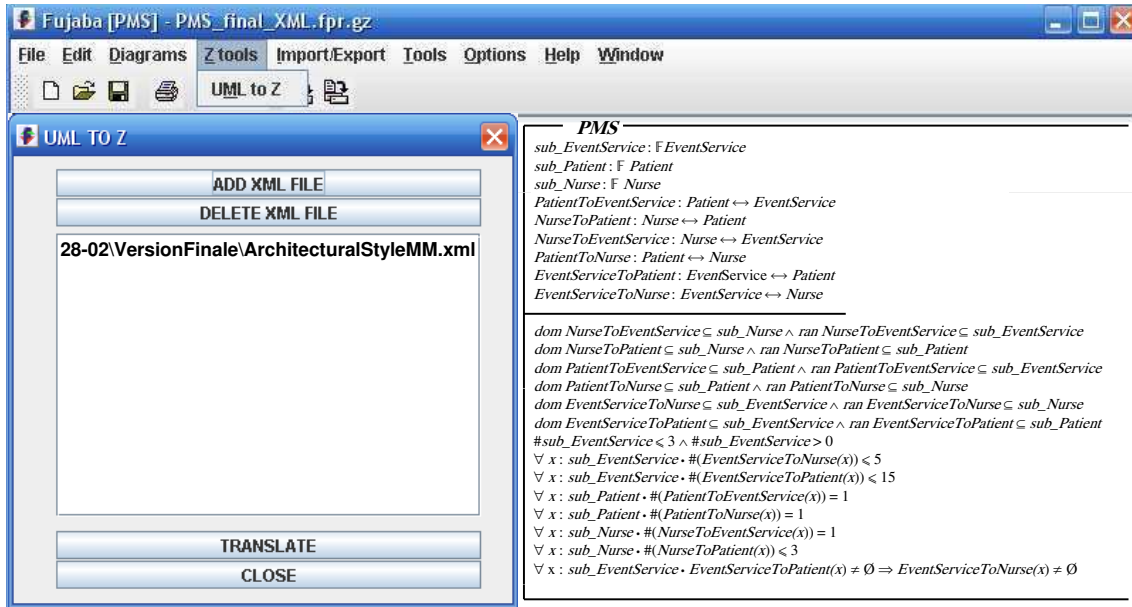 Fujaba [PMS] - PMS_final_XML.fpr.gz
File Edit Diagrams Z tools Import/Export Tools Options Help Window
UML to Z
UML TO Z
ADD XML FILE
DELETE XML FILE
28-02\VersionFinale\ArchitecturalStyleMM.xml
TRANSLATE
CLOSE
PMS
sub_EventService : 𝔽 EventService
sub_Patient : 𝔽 Patient
sub_Nurse : 𝔽 Nurse
PatientToEventService : Patient ↔ EventService
NurseToPatient : Nurse ↔ Patient
NurseToEventService : Nurse ↔ EventService
PatientToNurse : Patient ↔ Nurse
EventServiceToPatient : EventService ↔ Patient
EventServiceToNurse : EventService ↔ Nurse
dom NurseToEventService ⊆ sub_Nurse ∧ ran NurseToEventService ⊆ sub_EventService
dom NurseToPatient ⊆ sub_Nurse ∧ ran NurseToPatient ⊆ sub_Patient
dom PatientToEventService ⊆ sub_Patient ∧ ran PatientToEventService ⊆ sub_EventService
dom PatientToNurse ⊆ sub_Patient ∧ ran PatientToNurse ⊆ sub_Nurse
dom EventServiceToNurse ⊆ sub_EventService ∧ ran EventServiceToNurse ⊆ sub_Nurse
dom EventServiceToPatient ⊆ sub_EventService ∧ ran EventServiceToPatient ⊆ sub_Patient
#sub_EventService ⩽ 3 ∧ #sub_EventService > 0
∀ x : sub_EventService • #(EventServiceToNurse(x)) ⩽ 5
∀ x : sub_EventService • #(EventServiceToPatient(x)) ⩽ 15
∀ x : sub_Patient • #(PatientToEventService(x)) = 1
∀ x : sub_Patient • #(PatientToNurse(x)) = 1
∀ x : sub_Nurse • #(NurseToEventService(x)) = 1
∀ x : sub_Nurse • #(NurseToPatient(x)) ⩽ 3
∀ x : sub_EventService • EventServiceToPatient(x) ≠ Ø ⇒ EventServiceToNurse(x) ≠ Ø